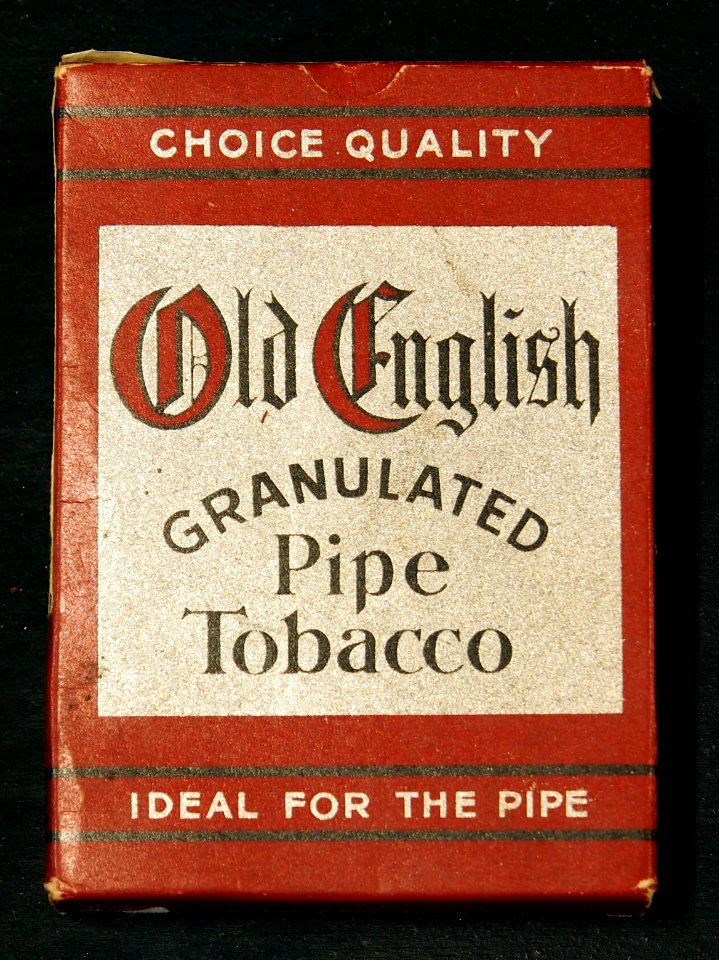 CHOICE QUALITY
Old English
GRANULATED
Pipe
Tobacco
IDEAL FOR THE PIPE